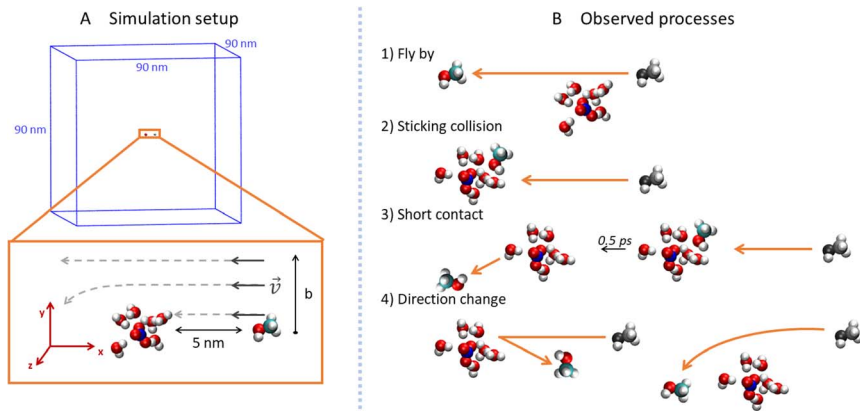 A Simulation setup
90 nm
90 nm
90 nm
v
b
5 nm
y
x
z
B Observed processes
1) Fly by
2) Sticking collision
3) Short contact
0,5 ps
4) Direction change